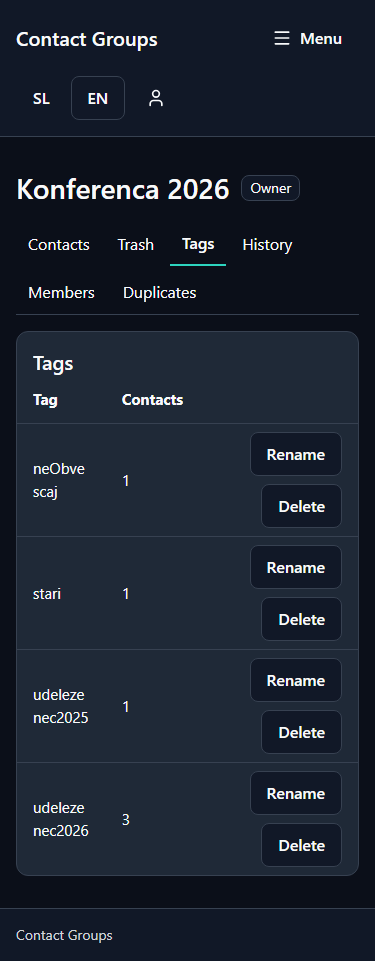 Contact Groups
Menu
SL
EN
Konferenca 2026
Owner
Contacts
Trash
Tags
History
Members
Duplicates
Tags
Tag
Contacts
neObve
scaj
1
Rename
Delete
stari
1
Rename
Delete
udeleze
nec2025
1
Rename
Delete
udeleze
nec2026
3
Rename
Delete
Contact Groups